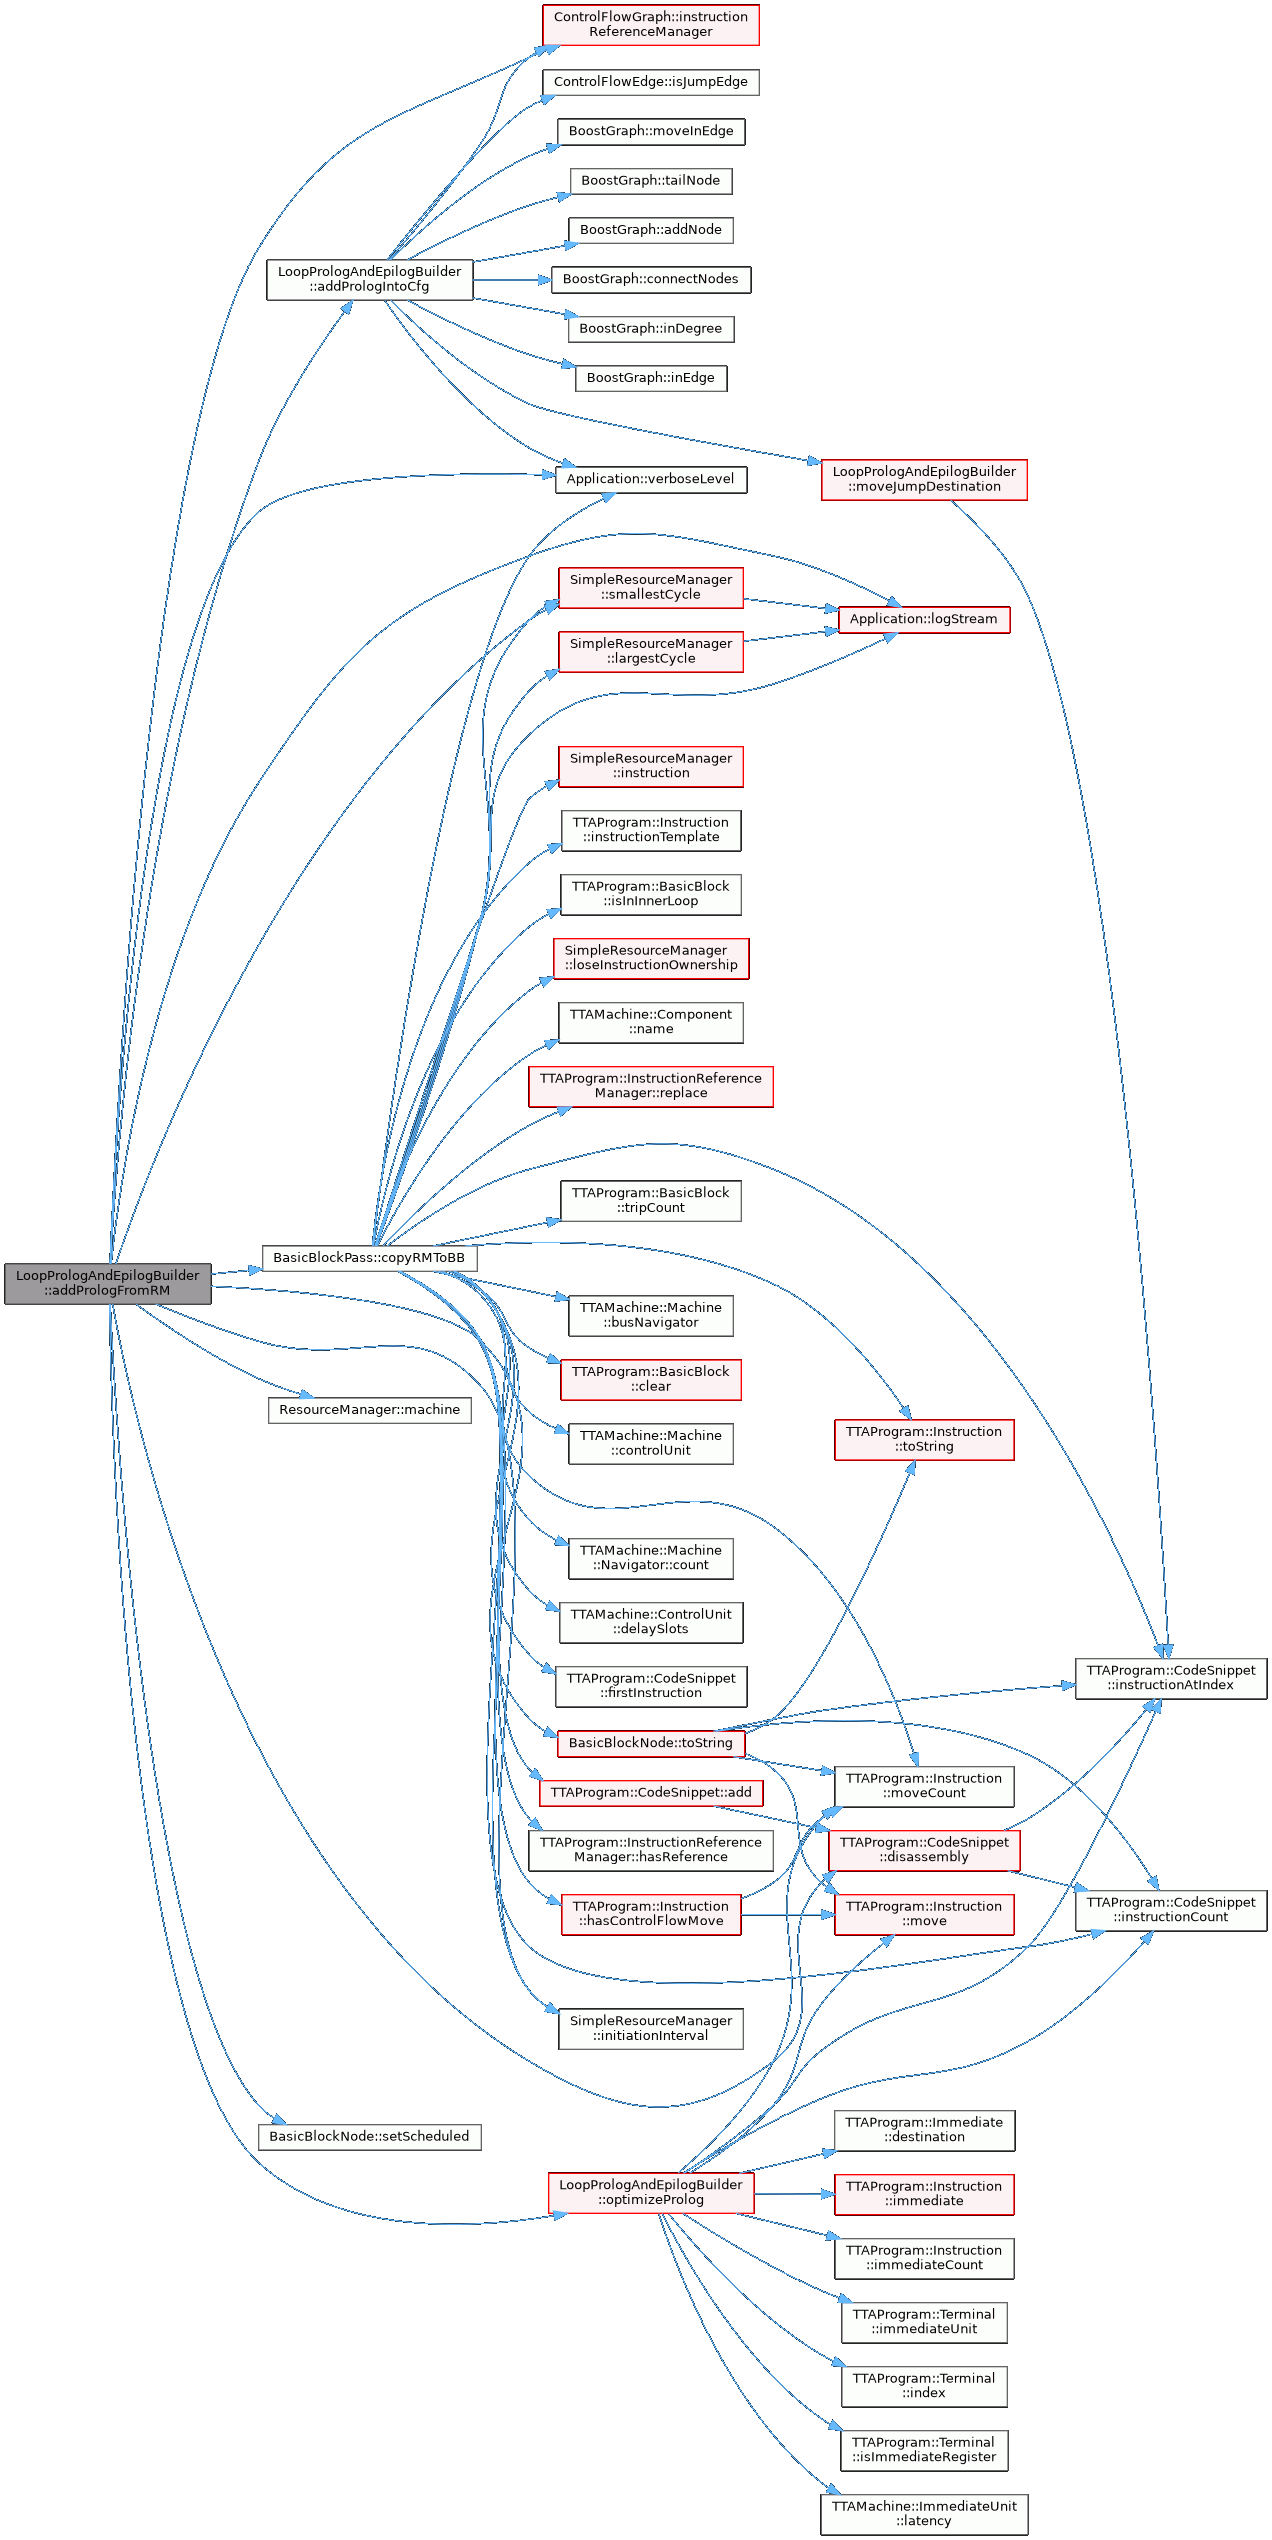 ControlFlowGraph::instruction
ReferenceManager
ControlFlowEdge::isJumpEdge
BoostGraph::moveInEdge
BoostGraph::tailNode
BoostGraph::addNode
LoopPrologAndEpilogBuilder
::addPrologIntoCfg
BoostGraph::connectNodes
BoostGraph::inDegree
BoostGraph::inEdge
Application::verboseLevel
LoopPrologAndEpilogBuilder
::moveJumpDestination
SimpleResourceManager
::smallestCycle
Application::logStream
SimpleResourceManager
::largestCycle
SimpleResourceManager
::instruction
TTAProgram::Instruction
::instructionTemplate
TTAProgram::BasicBlock
::isInInnerLoop
SimpleResourceManager
::loseInstructionOwnership
TTAMachine::Component
::name
TTAProgram::InstructionReference
Manager::replace
TTAProgram::BasicBlock
::tripCount
BasicBlockPass::copyRMToBB
LoopPrologAndEpilogBuilder
::addPrologFromRM
TTAMachine::Machine
::busNavigator
TTAProgram::BasicBlock
::clear
ResourceManager::machine
TTAMachine::Machine
::controlUnit
TTAProgram::Instruction
::toString
TTAMachine::Machine
::Navigator::count
TTAMachine::ControlUnit
::delaySlots
TTAProgram::CodeSnippet
::firstInstruction
TTAProgram::CodeSnippet
::instructionAtIndex
BasicBlockNode::toString
TTAProgram::Instruction
::moveCount
TTAProgram::CodeSnippet::add
TTAProgram::InstructionReference
Manager::hasReference
TTAProgram::CodeSnippet
::disassembly
TTAProgram::Instruction
::hasControlFlowMove
TTAProgram::Instruction
::move
TTAProgram::CodeSnippet
::instructionCount
SimpleResourceManager
::initiationInterval
BasicBlockNode::setScheduled
TTAProgram::Immediate
::destination
LoopPrologAndEpilogBuilder
::optimizeProlog
TTAProgram::Instruction
::immediate
TTAProgram::Instruction
::immediateCount
TTAProgram::Terminal
::immediateUnit
TTAProgram::Terminal
::index
TTAProgram::Terminal
::isImmediateRegister
TTAMachine::ImmediateUnit
::latency